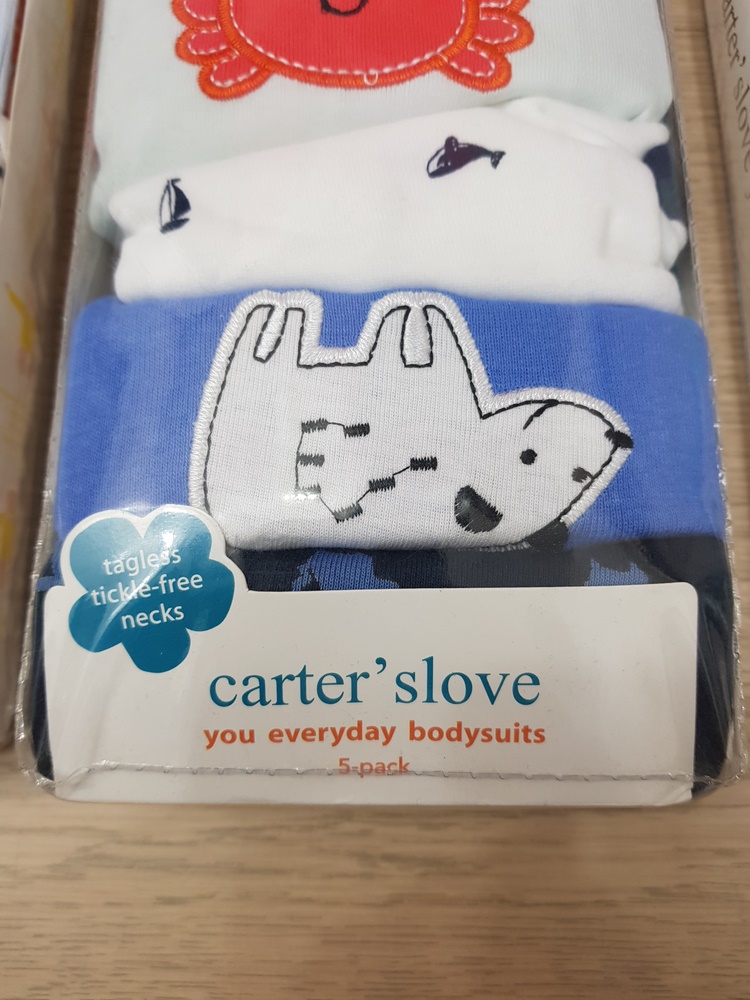 tagless
tickle-free
necks
carter'slove
you everyday bodysuits
5-pack